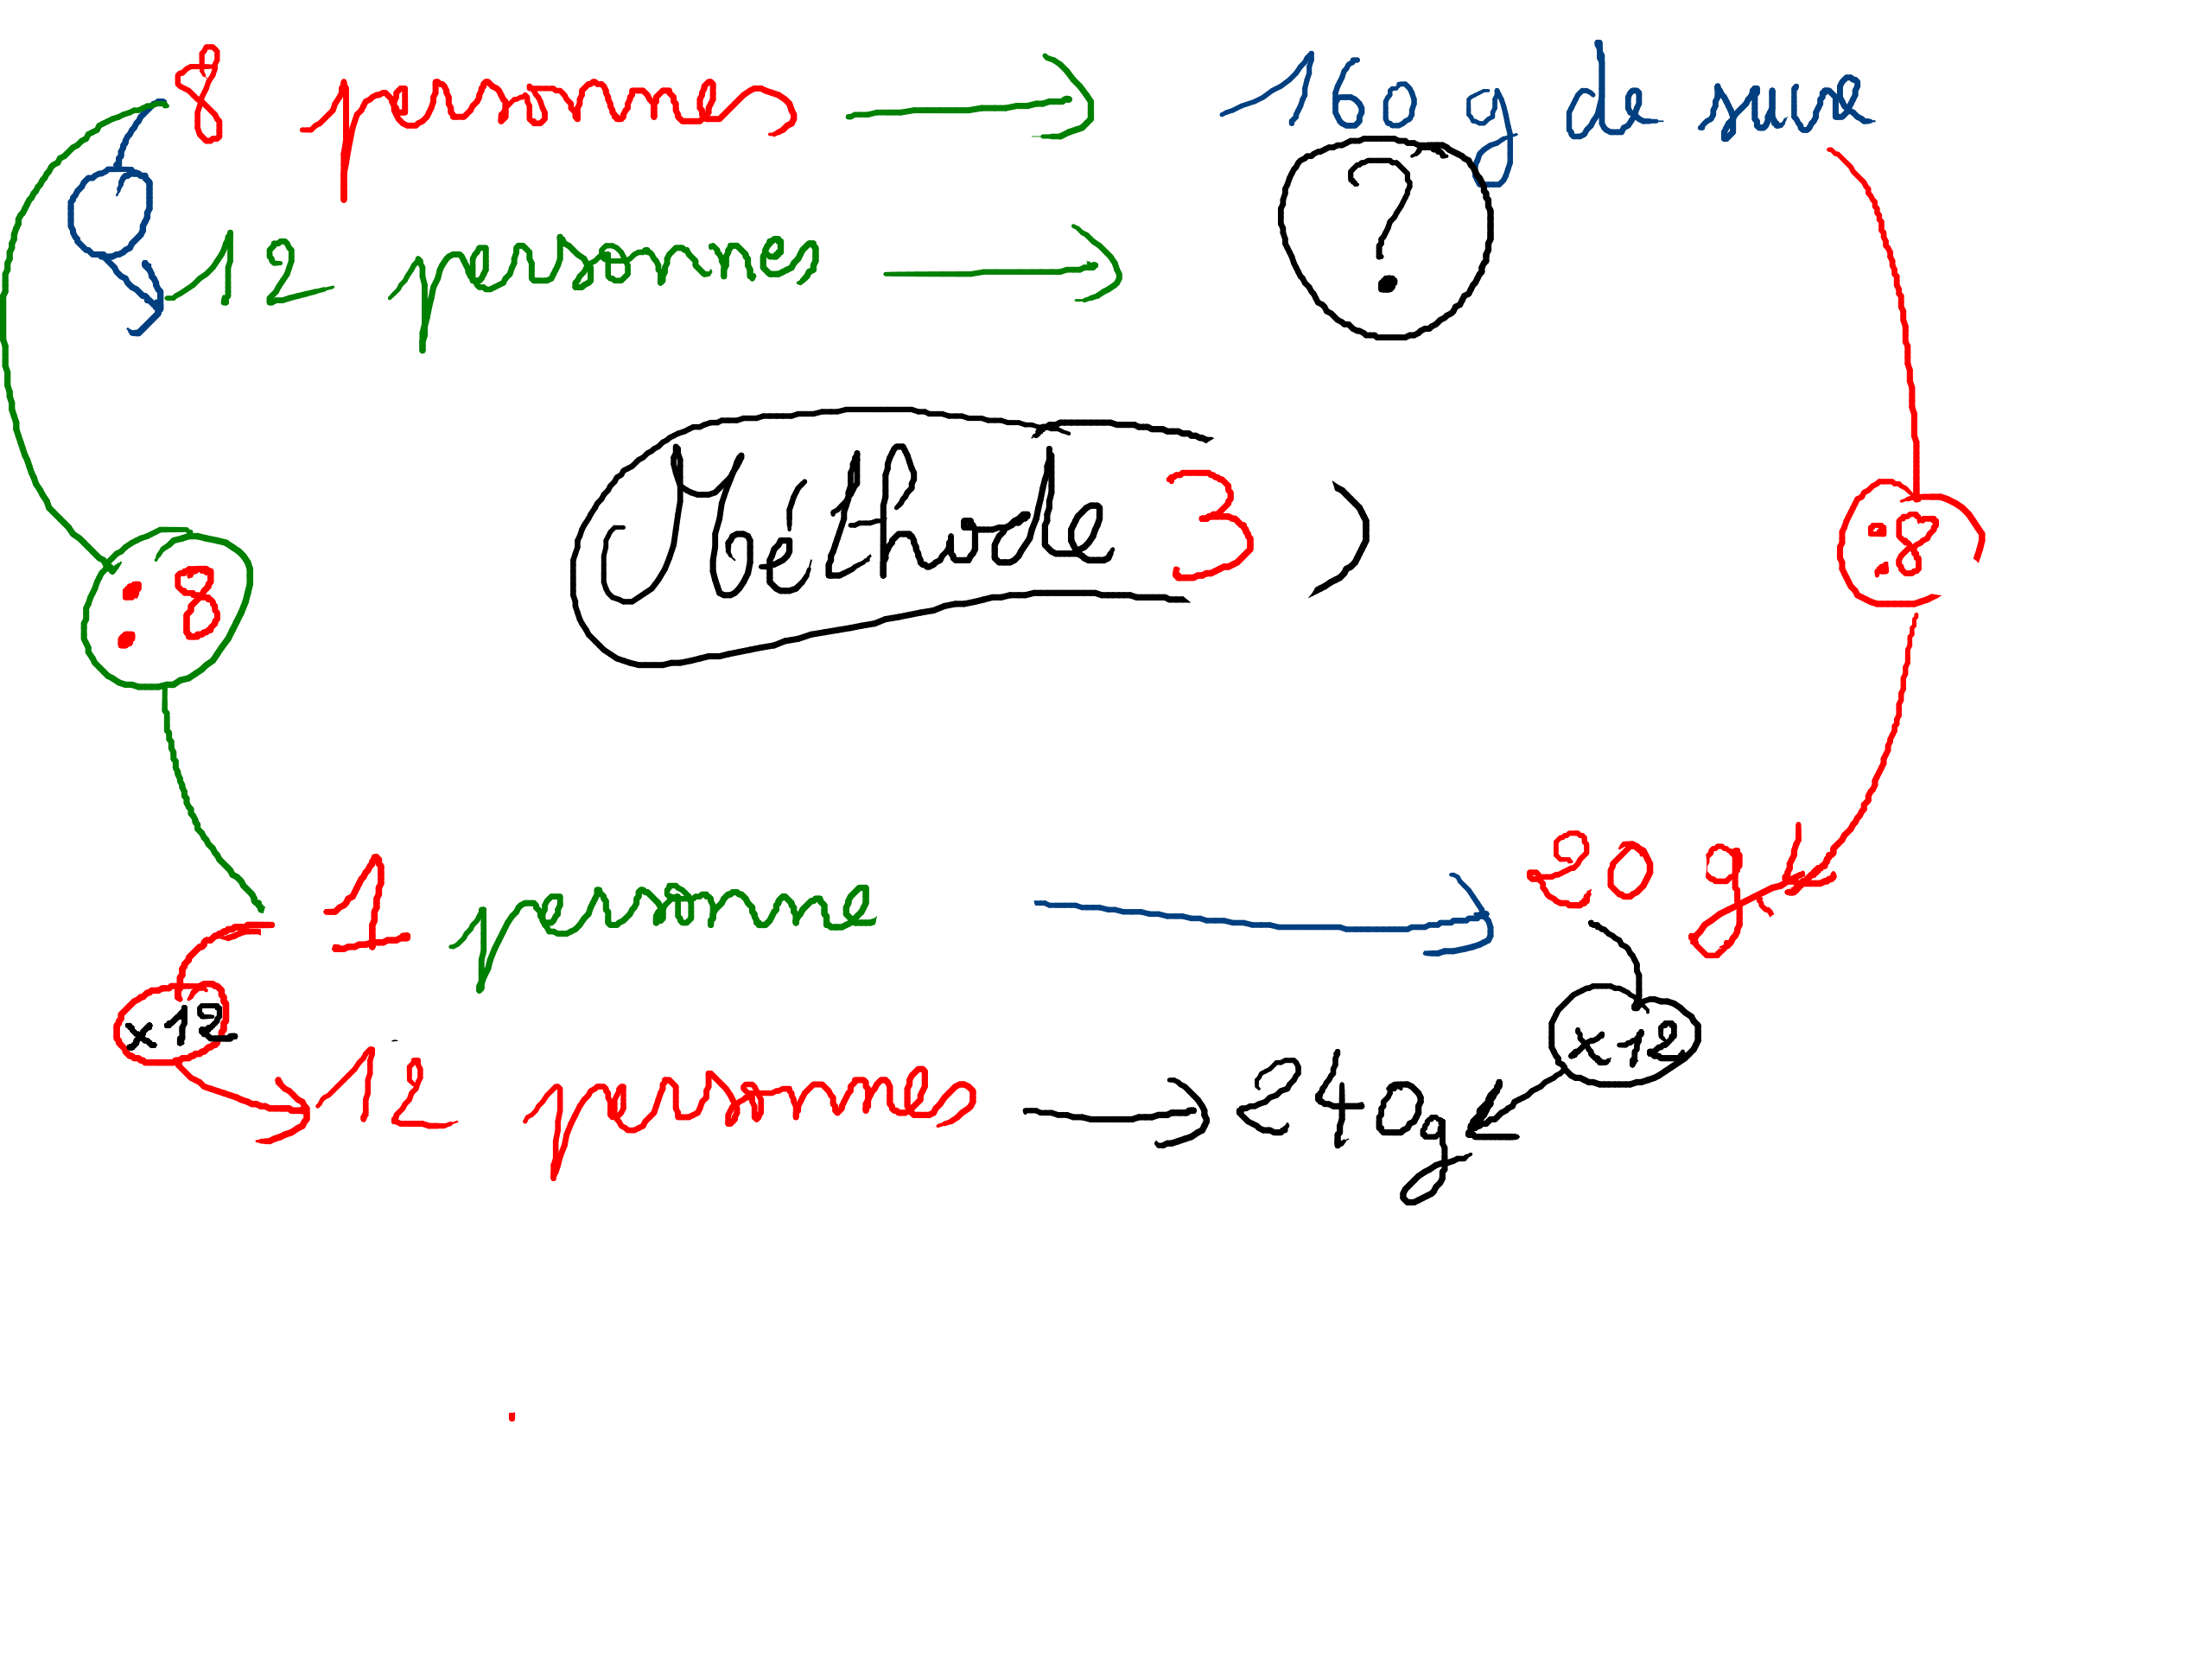 8 personnes → 160 g de sucre
12 personnes → ?
Méthode 3
: 8 : 8
1 personne → 20 g
x12 x12
12 personnes → 240g